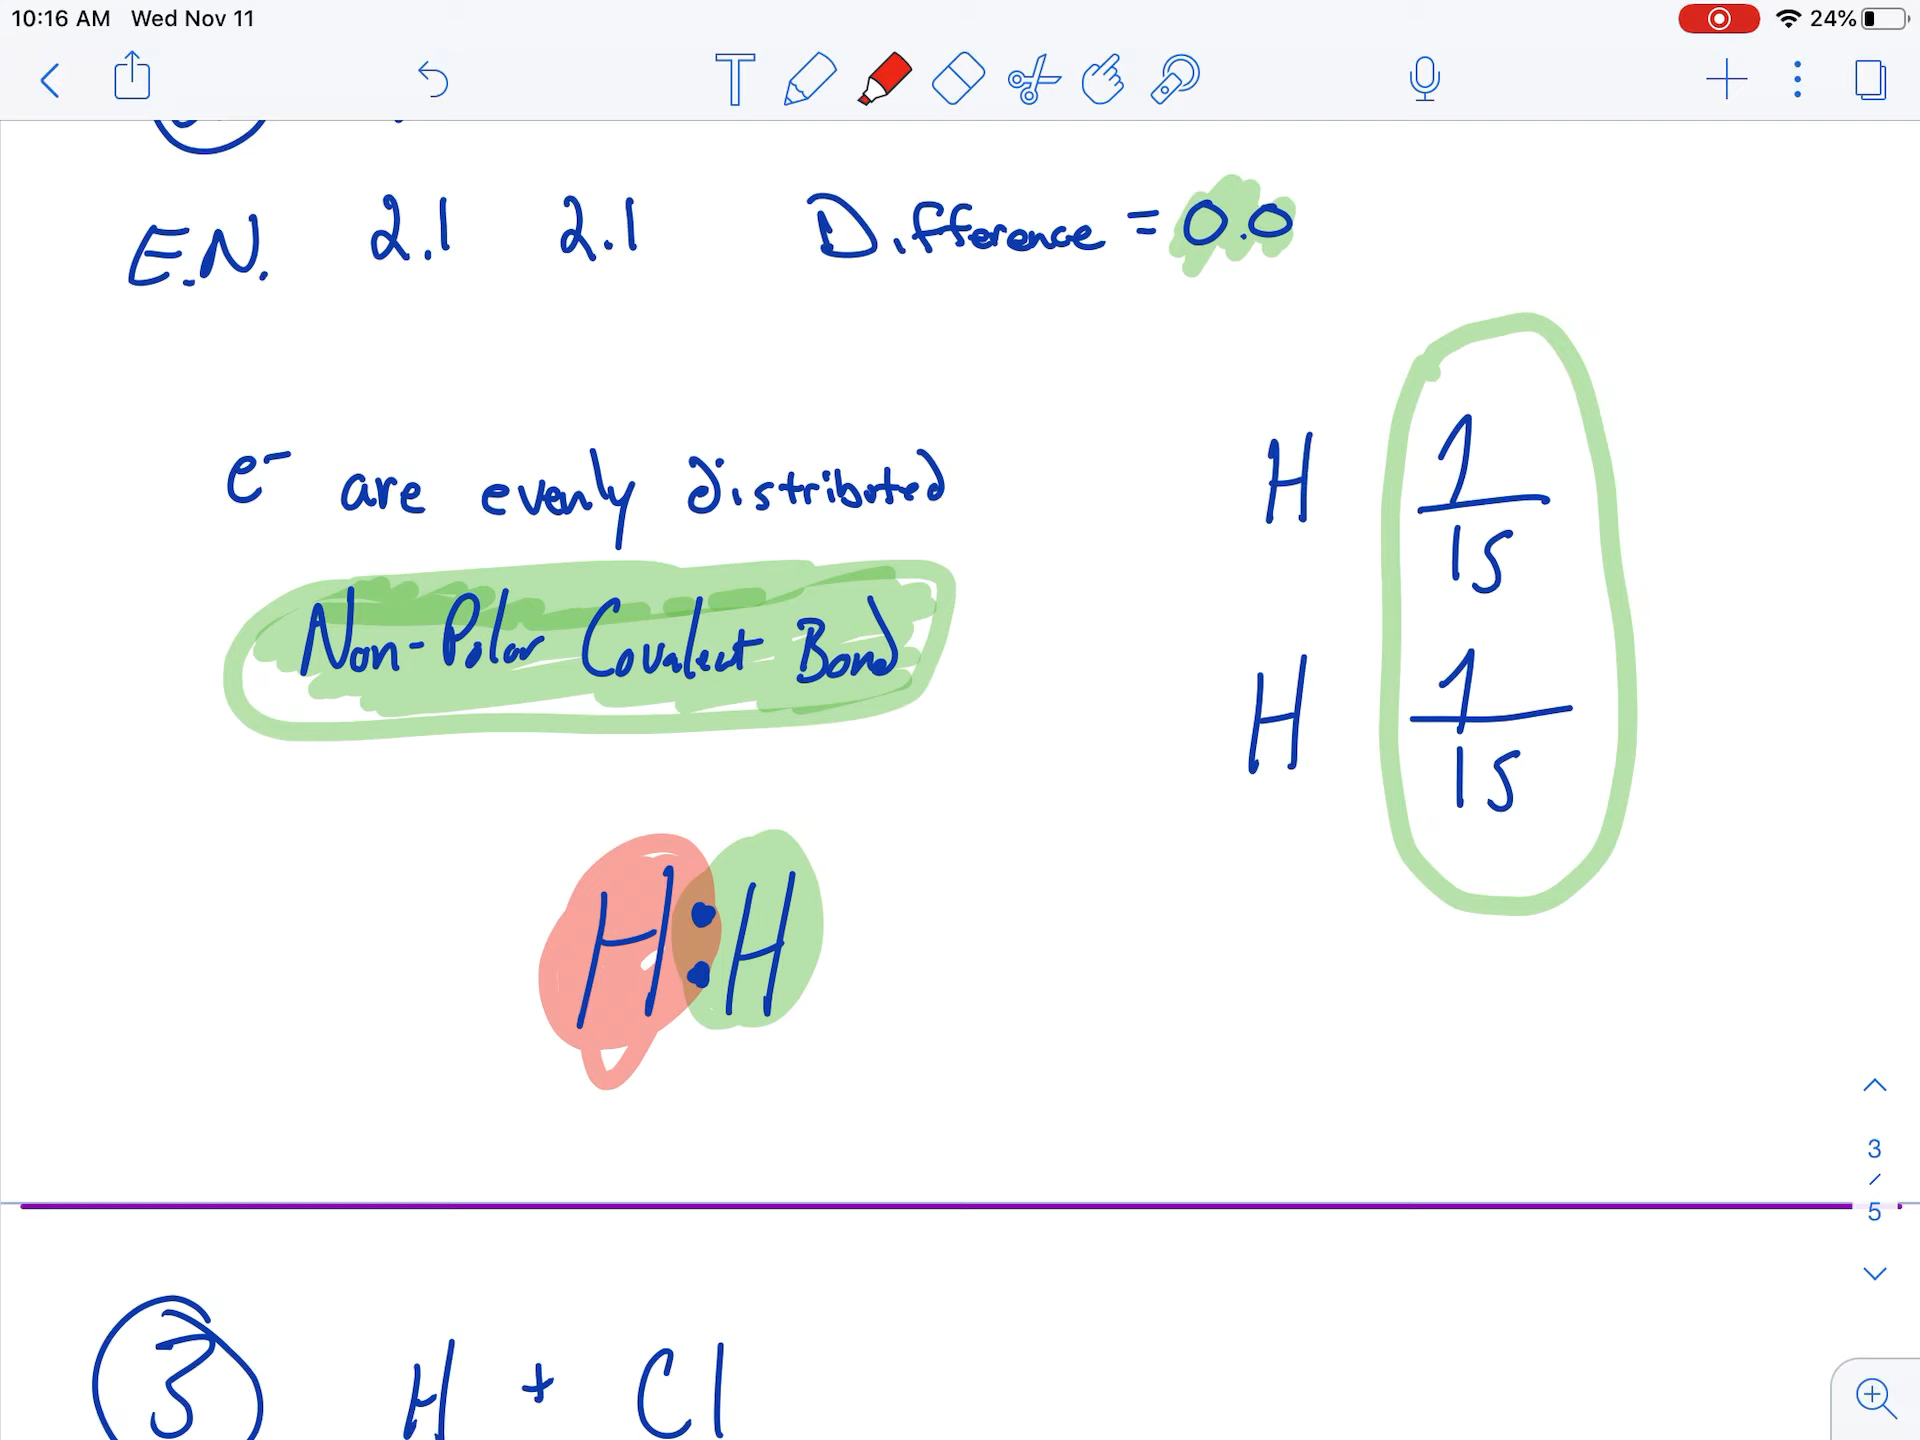 10:16 AM Wed Nov 11
24%
T
E.N. 2.1 2.1 Difference = 0.0
e⁻ are evenly distributed
H 1
1s
Non-Polar Covalent Bond
H 1
1s
H:H
3
/
5
3 H + Cl